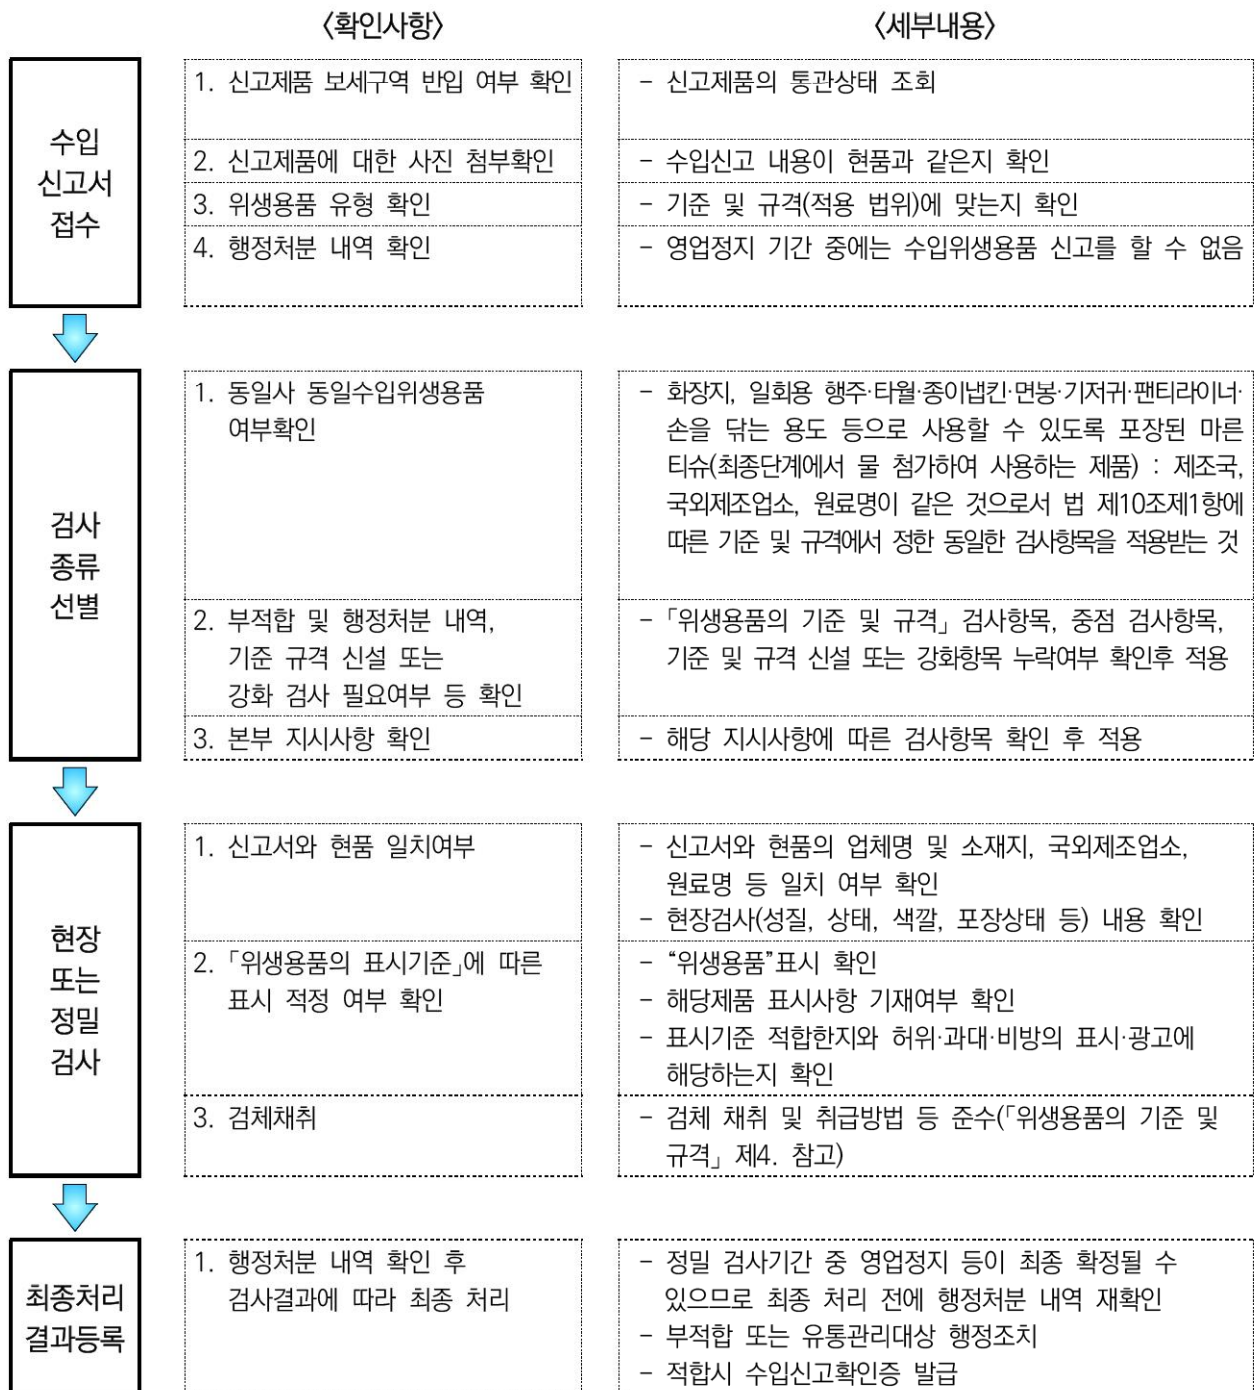 〈확인사항〉
〈세부내용〉
수입
신고서
접수
1. 신고제품 보세구역 반입 여부 확인
- 신고제품의 통관상태 조회
2. 신고제품에 대한 사진 첨부확인
- 수입신고 내용이 현품과 같은지 확인
3. 위생용품 유형 확인
- 기준 및 규격(적용 법위)에 맞는지 확인
4. 행정처분 내역 확인
- 영업정지 기간 중에는 수입위생용품 신고를 할 수 없음
검사
종류
선별
1. 동일사 동일수입위생용품
여부확인
- 화장지, 일회용 행주·타월·종이냅킨·면봉·기저귀·팬티라이너·
손을 닦는 용도 등으로 사용할 수 있도록 포장된 마른
티슈(최종단계에서 물 첨가하여 사용하는 제품) : 제조국,
국외제조업소, 원료명이 같은 것으로서 법 제10조제1항에
따른 기준 및 규격에서 정한 동일한 검사항목을 적용받는 것
2. 부적합 및 행정처분 내역,
기준 규격 신설 또는
강화 검사 필요여부 등 확인
-「위생용품의 기준 및 규격」 검사항목, 중점 검사항목,
기준 및 규격 신설 또는 강화항목 누락여부 확인후 적용
3. 본부 지시사항 확인
- 해당 지시사항에 따른 검사항목 확인 후 적용
현장
또는
정밀
검사
1. 신고서와 현품 일치여부
- 신고서와 현품의 업체명 및 소재지, 국외제조업소,
원료명 등 일치 여부 확인
- 현장검사(성질, 상태, 색깔, 포장상태 등) 내용 확인
2.「위생용품의 표시기준」에 따른
표시 적정 여부 확인
- “위생용품”표시 확인
- 해당제품 표시사항 기재여부 확인
- 표시기준 적합한지와 허위·과대·비방의 표시·광고에
해당하는지 확인
3. 검체채취
- 검체 채취 및 취급방법 등 준수(「위생용품의 기준 및
규격」 제4. 참고)
최종처리
결과등록
1. 행정처분 내역 확인 후
검사결과에 따라 최종 처리
- 정밀 검사기간 중 영업정지 등이 최종 확정될 수
있으므로 최종 처리 전에 행정처분 내역 재확인
- 부적합 또는 유통관리대상 행정조치
- 적합시 수입신고확인증 발급